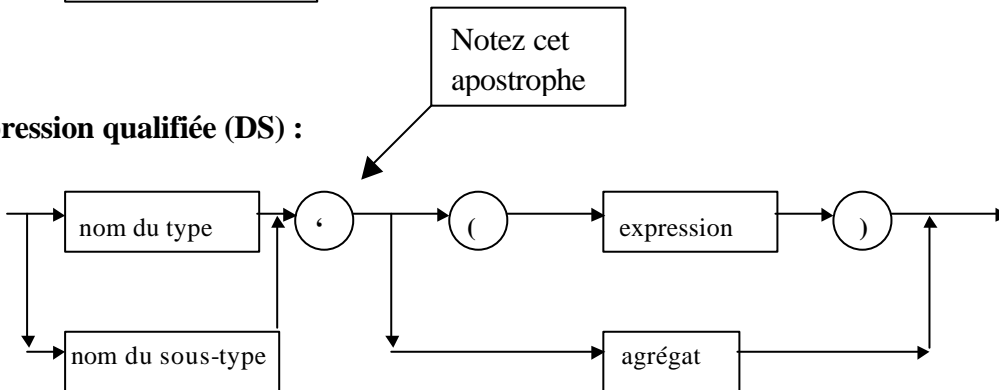 Notez cet
apostrophe
ression qualifiée (DS) :
nom du type
‘
(
expression
)
nom du sous-type
agrégat